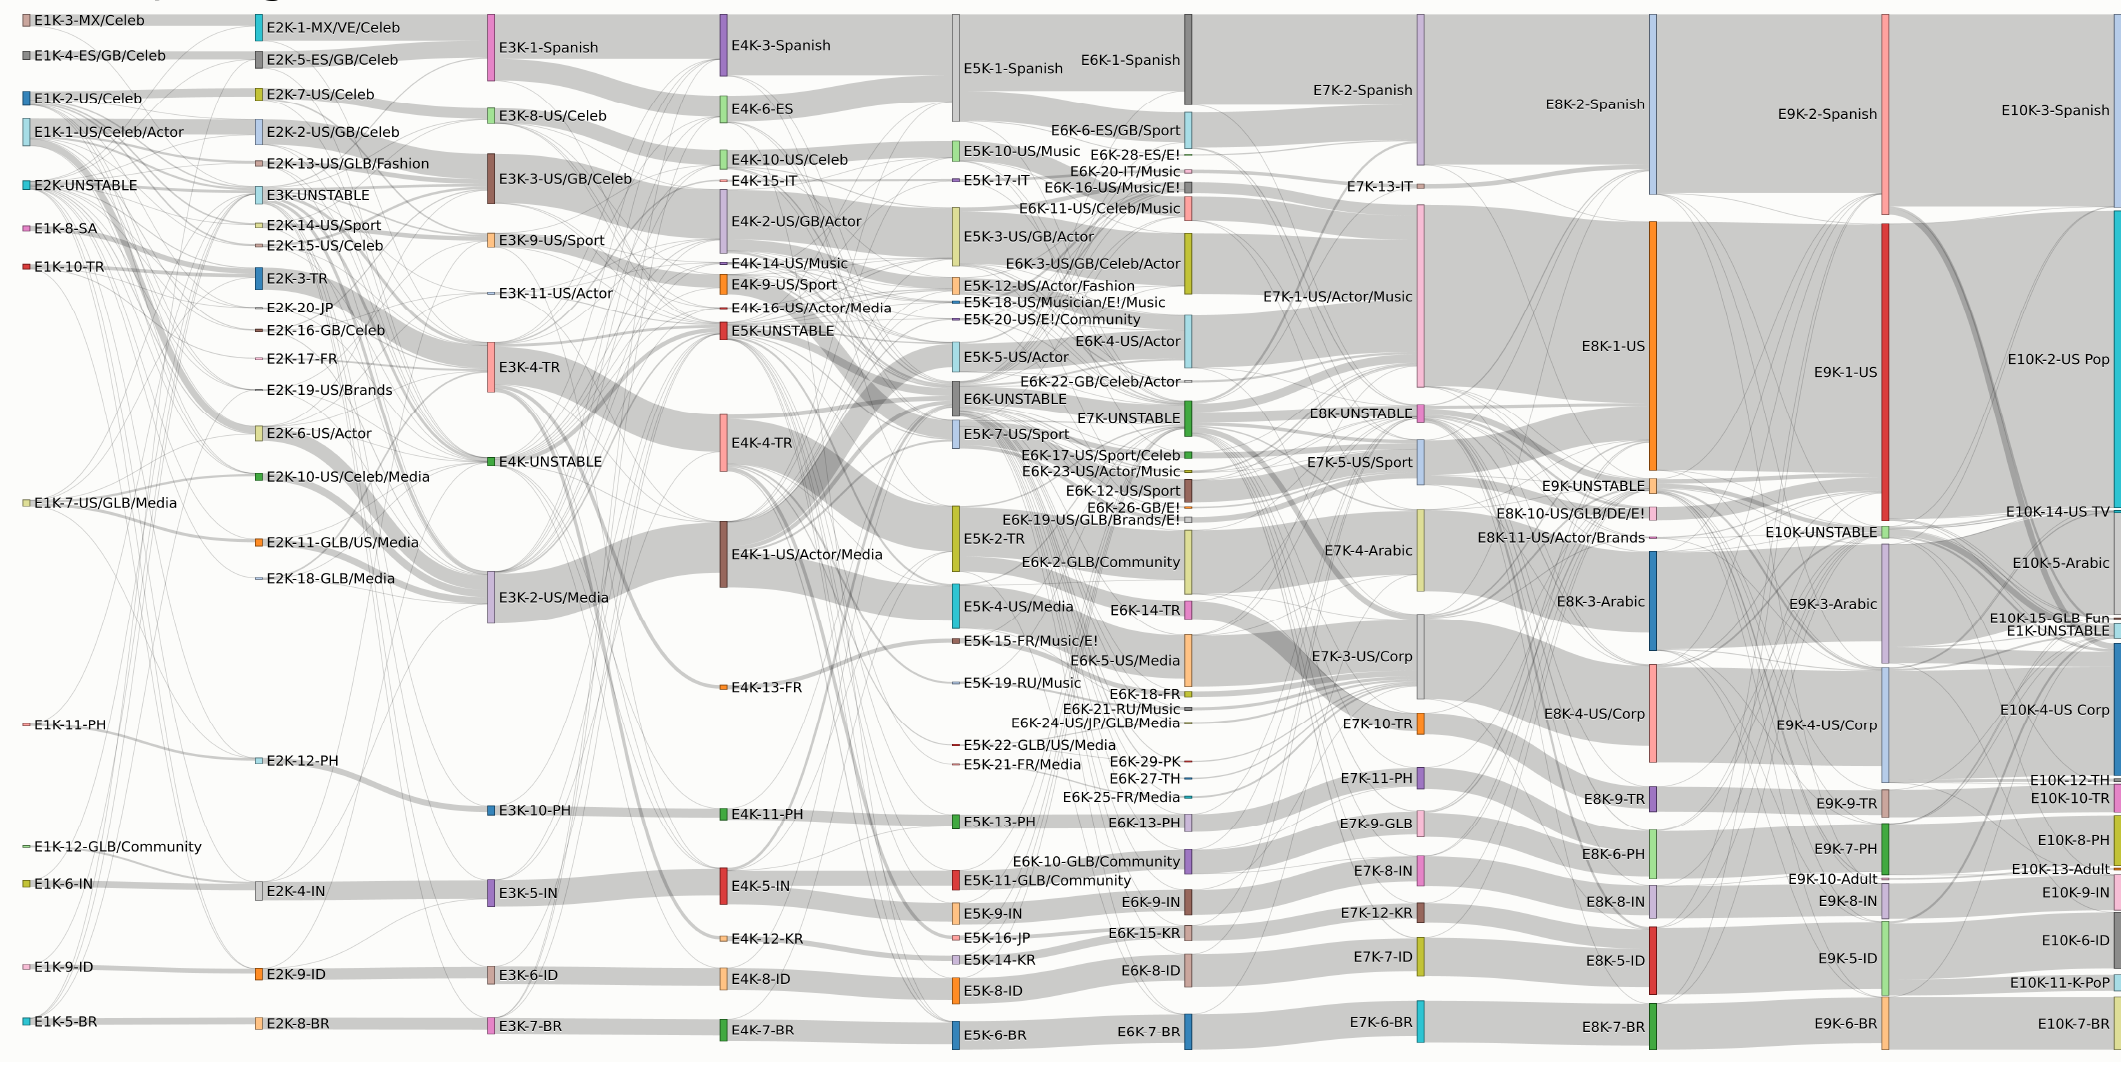 E1K-3-MX/Celeb
E1K-4-ES/GB/Celeb
E1K-2-US/Celeb
E1K-1-US/Celeb/Actor
E2K-UNSTABLE
E1K-8-SA
E1K-10-TR
E1K-7-US/GLB/Media
E1K-11-PH
E1K-12-GLB/Community
E1K-6-IN
E1K-9-ID
E1K-5-BR
E2K-1-MX/VE/Celeb
E2K-5-ES/GB/Celeb
E2K-7-US/Celeb
E2K-2-US/GB/Celeb
E2K-13-US/GLB/Fashion
E3K-UNSTABLE
E2K-14-US/Sport
E2K-15-US/Celeb
E2K-3-TR
E2K-20-JP
E2K-16-GB/Celeb
E2K-17-FR
E2K-19-US/Brands
E2K-6-US/Actor
E2K-10-US/Celeb/Media
E2K-11-GLB/US/Media
E2K-18-GLB/Media
E2K-12-PH
E2K-4-IN
E2K-9-ID
E2K-8-BR
E3K-1-Spanish
E3K-8-US/Celeb
E3K-3-US/GB/Celeb
E3K-9-US/Sport
E3K-11-US/Actor
E3K-4-TR
E4K-UNSTABLE
E3K-2-US/Media
E3K-10-PH
E3K-5-IN
E3K-6-ID
E3K-7-BR
E4K-3-Spanish
E4K-6-ES
E4K-10-US/Celeb
E4K-15-IT
E4K-2-US/GB/Actor
E4K-14-US/Music
E4K-9-US/Sport
E4K-16-US/Actor/Media
E5K-UNSTABLE
E4K-4-TR
E4K-1-US/Actor/Media
E4K-13-FR
E4K-11-PH
E4K-5-IN
E4K-12-KR
E4K-8-ID
E4K-7-BR
E5K-1-Spanish
E5K-10-US/Music
E5K-17-IT
E5K-3-US/GB/Actor
E5K-12-US/Actor/Fashion
E5K-18-US/Musician/E!/Music
E5K-20-US/E!/Community
E5K-5-US/Actor
E6K-UNSTABLE
E5K-7-US/Sport
E5K-2-TR
E5K-4-US/Media
E5K-15-FR/Music/E!
E5K-19-RU/Music
E5K-22-GLB/US/Media
E5K-21-FR/Media
E5K-13-PH
E5K-11-GLB/Community
E5K-9-IN
E5K-16-JP
E5K-14-KR
E5K-8-ID
E5K-6-BR
E6K-1-Spanish
E6K-6-ES/GB/Sport
E6K-28-ES/E!
E6K-20-IT/Music
E6K-16-US/Music/E!
E6K-11-US/Celeb/Music
E6K-3-US/GB/Celeb/Actor
E6K-4-US/Actor
E6K-22-GB/Celeb/Actor
E7K-UNSTABLE
E6K-17-US/Sport/Celeb
E6K-23-US/Actor/Music
E6K-12-US/Sport
E6K-26-GB/E!
E6K-19-US/GLB/Brands/E!
E6K-2-GLB/Community
E6K-14-TR
E6K-5-US/Media
E6K-18-FR
E6K-21-RU/Music
E6K-24-US/JP/GLB/Media
E6K-29-PK
E6K-27-TH
E6K-25-FR/Media
E6K-13-PH
E6K-10-GLB/Community
E6K-9-IN
E6K-15-KR
E6K-8-ID
E6K-7-BR
E7K-2-Spanish
E7K-13-IT
E7K-1-US/Actor/Music
E8K-UNSTABLE
E7K-5-US/Sport
E7K-4-Arabic
E7K-3-US/Corp
E7K-10-TR
E7K-11-PH
E7K-9-GLB
E7K-8-IN
E7K-12-KR
E7K-7-ID
E7K-6-BR
E8K-2-Spanish
E8K-1-US
E9K-UNSTABLE
E8K-10-US/GLB/DE/E!
E8K-11-US/Actor/Brands
E8K-3-Arabic
E8K-4-US/Corp
E8K-9-TR
E8K-6-PH
E8K-8-IN
E8K-5-ID
E8K-7-BR
E9K-2-Spanish
E9K-1-US
E10K-UNSTABLE
E9K-3-Arabic
E9K-4-US/Corp
E9K-9-TR
E9K-7-PH
E9K-10-Adult
E9K-8-IN
E9K-5-ID
E9K-6-BR
E10K-3-Spanish
E10K-2-US Pop
E10K-14-US TV
E10K-5-Arabic
E10K-15-GLB Fun
E1K-UNSTABLE
E10K-4-US Corp
E10K-12-TH
E10K-10-TR
E10K-8-PH
E10K-13-Adult
E10K-9-IN
E10K-6-ID
E10K-11-K-PoP
E10K-7-BR